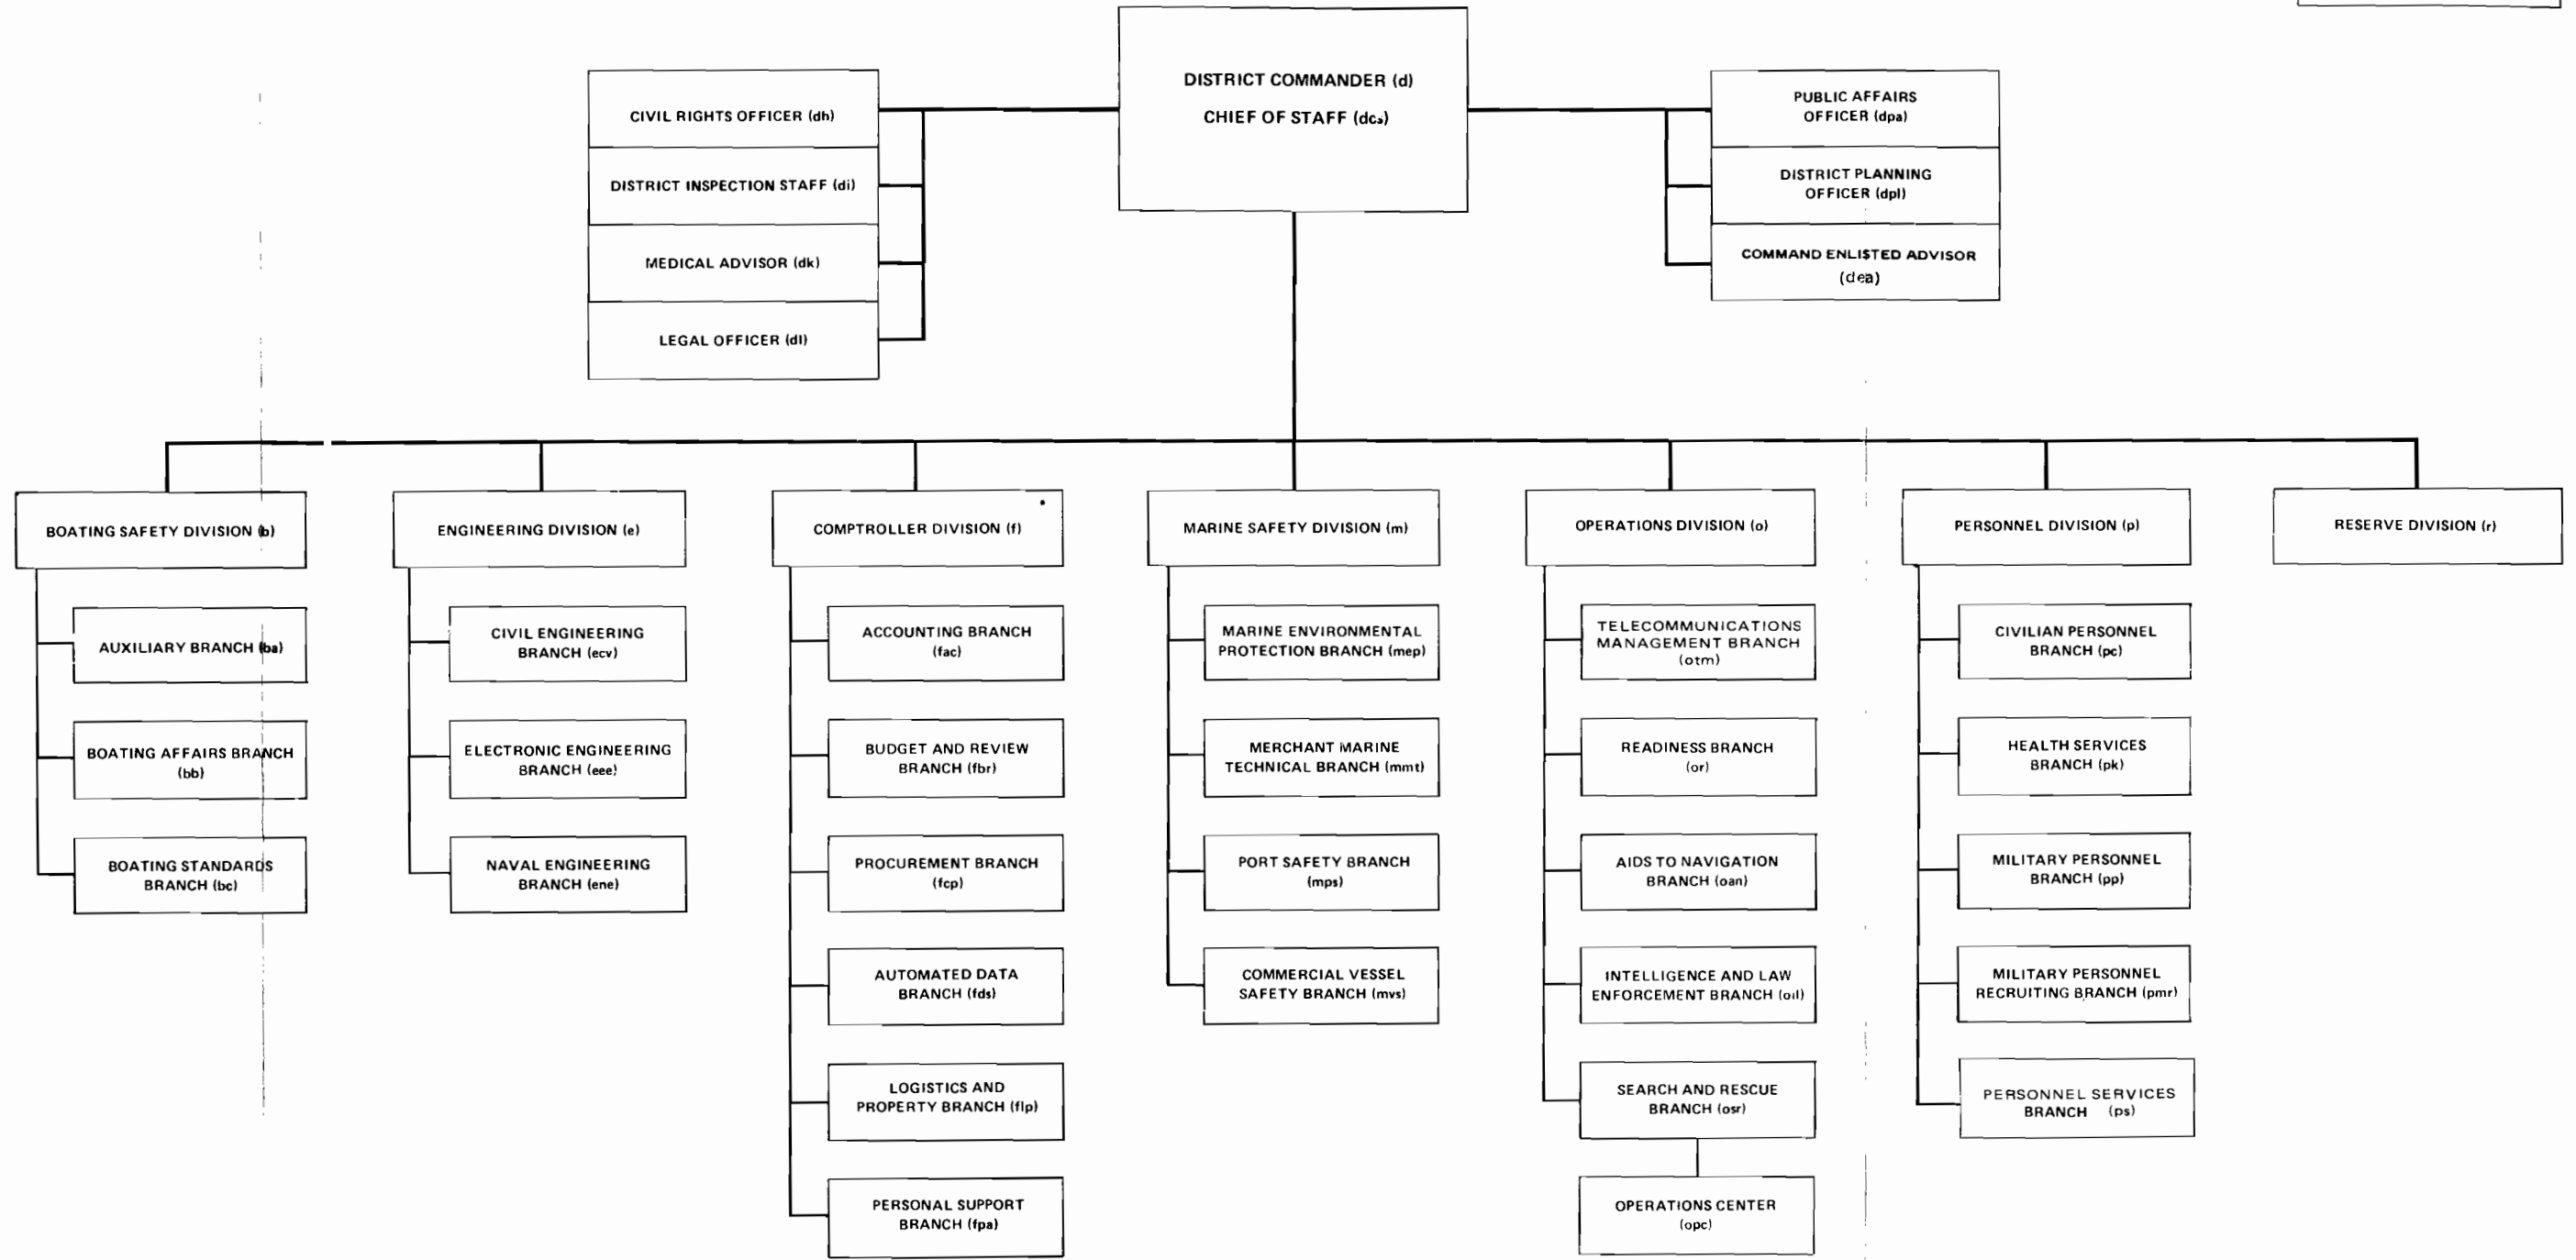 DISTRICT COMMANDER (d)
CHIEF OF STAFF (dcs)
CIVIL RIGHTS OFFICER (dh)
DISTRICT INSPECTION STAFF (di)
MEDICAL ADVISOR (dk)
LEGAL OFFICER (dl)
PUBLIC AFFAIRS
OFFICER (dpa)
DISTRICT PLANNING
OFFICER (dpl)
COMMAND ENLISTED ADVISOR
(dea)
BOATING SAFETY DIVISION (b)
AUXILIARY BRANCH (ba)
BOATING AFFAIRS BRANCH
(bb)
BOATING STANDARDS
BRANCH (bc)
ENGINEERING DIVISION (e)
CIVIL ENGINEERING
BRANCH (ecv)
ELECTRONIC ENGINEERING
BRANCH (eee)
NAVAL ENGINEERING
BRANCH (ene)
COMPTROLLER DIVISION (f)
ACCOUNTING BRANCH
(fac)
BUDGET AND REVIEW
BRANCH (fbr)
PROCUREMENT BRANCH
(fcp)
AUTOMATED DATA
BRANCH (fds)
LOGISTICS AND
PROPERTY BRANCH (flp)
PERSONAL SUPPORT
BRANCH (fpa)
MARINE SAFETY DIVISION (m)
MARINE ENVIRONMENTAL
PROTECTION BRANCH (mep)
MERCHANT MARINE
TECHNICAL BRANCH (mmt)
PORT SAFETY BRANCH
(mps)
COMMERCIAL VESSEL
SAFETY BRANCH (mvs)
OPERATIONS DIVISION (o)
TELECOMMUNICATIONS
MANAGEMENT BRANCH
(otm)
READINESS BRANCH
(or)
AIDS TO NAVIGATION
BRANCH (oan)
INTELLIGENCE AND LAW
ENFORCEMENT BRANCH (oil)
SEARCH AND RESCUE
BRANCH (osr)
OPERATIONS CENTER
(opc)
PERSONNEL DIVISION (p)
CIVILIAN PERSONNEL
BRANCH (pc)
HEALTH SERVICES
BRANCH (pk)
MILITARY PERSONNEL
BRANCH (pp)
MILITARY PERSONNEL
RECRUITING BRANCH (pmr)
PERSONNEL SERVICES
BRANCH (ps)
RESERVE DIVISION (r)